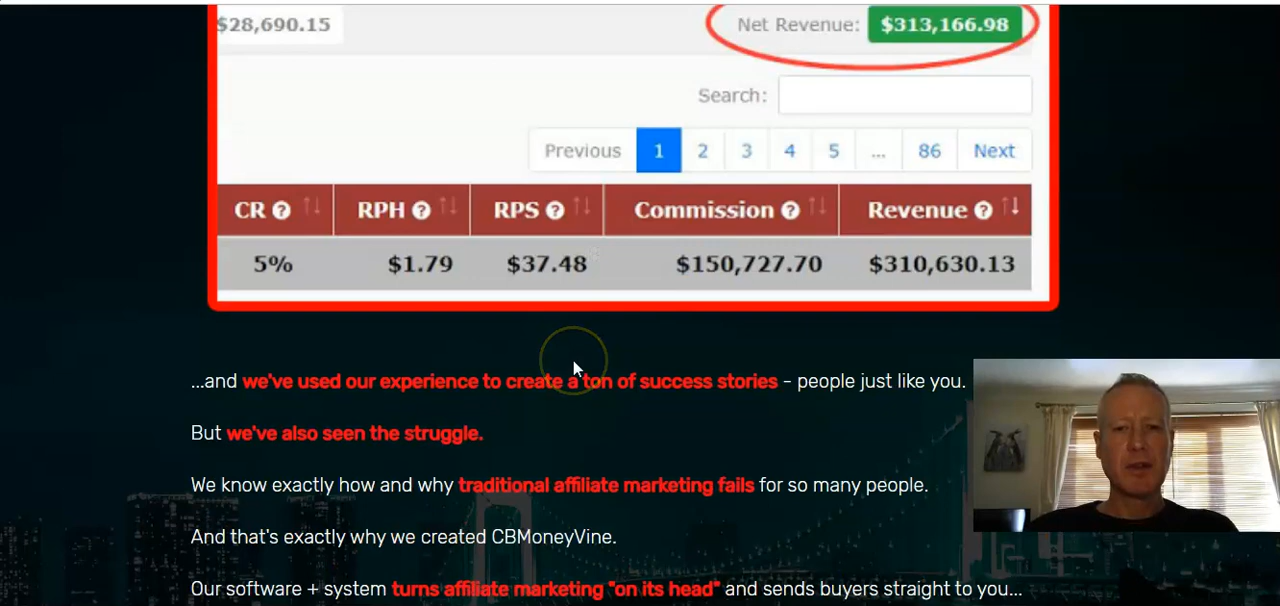 $28,690.15 Net Revenue: $313,166.98
Search:
Previous 1 2 3 4 5 ... 86 Next
CR RPH RPS Commission Revenue
5% $1.79 $37.48 $150,727.70 $310,630.13
...and we've used our experience to create a ton of success stories - people just like you.
But we've also seen the struggle.
We know exactly how and why traditional affiliate marketing fails for so many people.
And that's exactly why we created CBMoneyVine.
Our software + system turns affiliate marketing "on its head" and sends buyers straight to you...